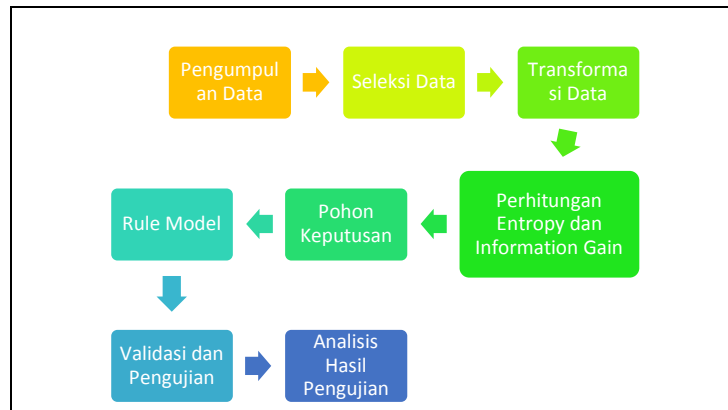 Pengumpul
an Data
Seleksi Data
Transforma
si Data
Perhitungan
Entropy dan
Information Gain
Pohon
Keputusan
Rule Model
Validasi dan
Pengujian
Analisis
Hasil
Pengujian